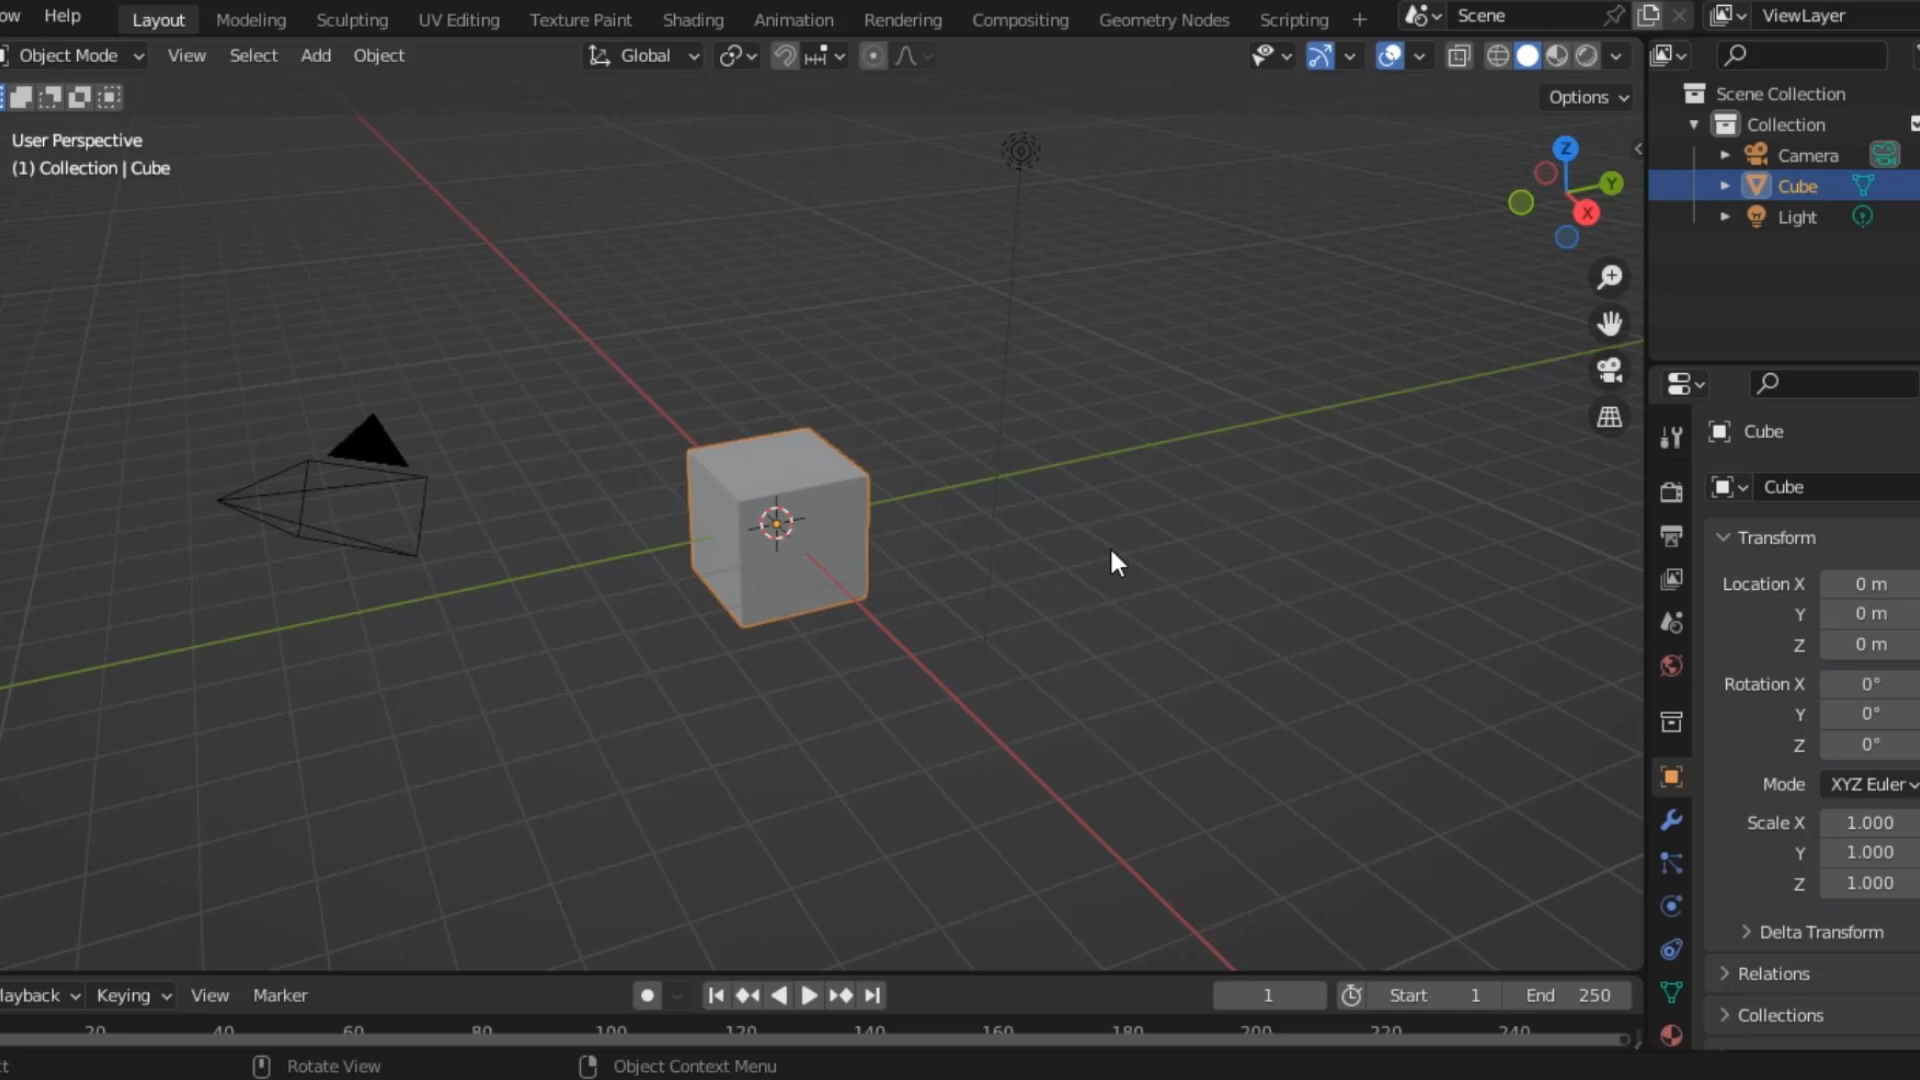 ow Help Layout Modeling Sculpting UV Editing Texture Paint Shading Animation Rendering Compositing Geometry Nodes Scripting + Scene ViewLayer
Object Mode View Select Add Object Global
Options
User Perspective
(1) Collection | Cube
Z
Y
X
Scene Collection
Collection
Camera
Cube
Light
Cube
Cube
Transform
Location X 0 m
Y 0 m
Z 0 m
Rotation X 0°
Y 0°
Z 0°
Mode XYZ Euler
Scale X 1.000
Y 1.000
Z 1.000
Delta Transform
Relations
Collections
layback Keying View Marker 1 Start 1 End 250
20 40 60 80 100 120 140 160 180 200 220 240
ct Rotate View Object Context Menu